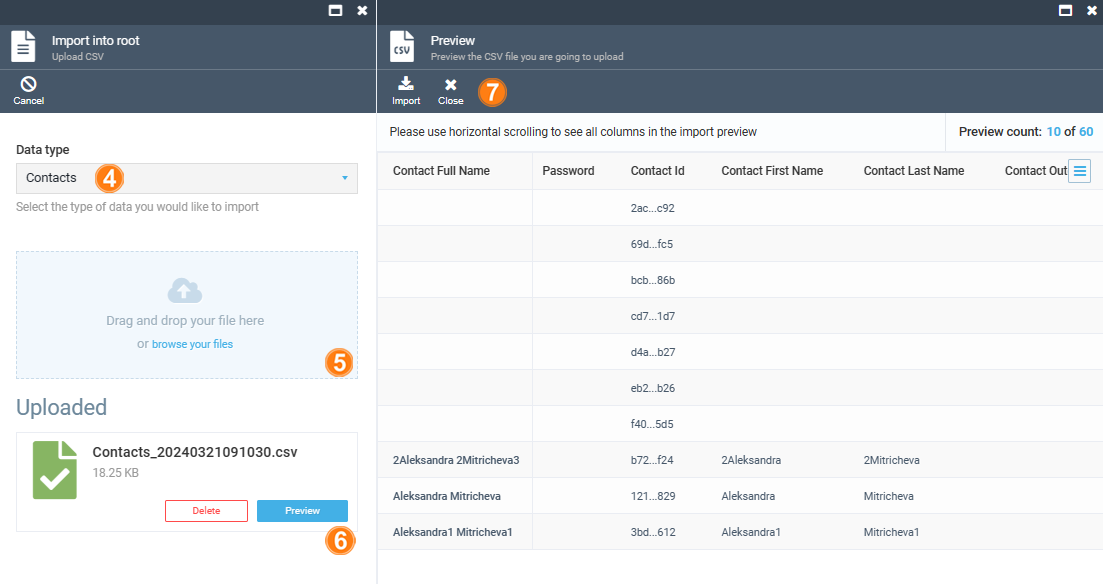 Import into root
Upload CSV
Cancel
Data type
Contacts 4
Select the type of data you would like to import
Drag and drop your file here
or browse your files
5
Uploaded
Contacts_20240321091030.csv
18.25 KB
Delete Preview
6
CSV
Preview
Preview the CSV file you are going to upload
Import Close 7
Please use horizontal scrolling to see all columns in the import preview Preview count: 10 of 60
Contact Full Name Password Contact Id Contact First Name Contact Last Name Contact Out
2ac...c92
69d...fc5
bcb...86b
cd7...1d7
d4a...b27
eb2...b26
f40...5d5
2Aleksandra 2Mitricheva3 b72...f24 2Aleksandra 2Mitricheva
Aleksandra Mitricheva 121...829 Aleksandra Mitricheva
Aleksandra1 Mitricheva1 3bd...612 Aleksandra1 Mitricheva1